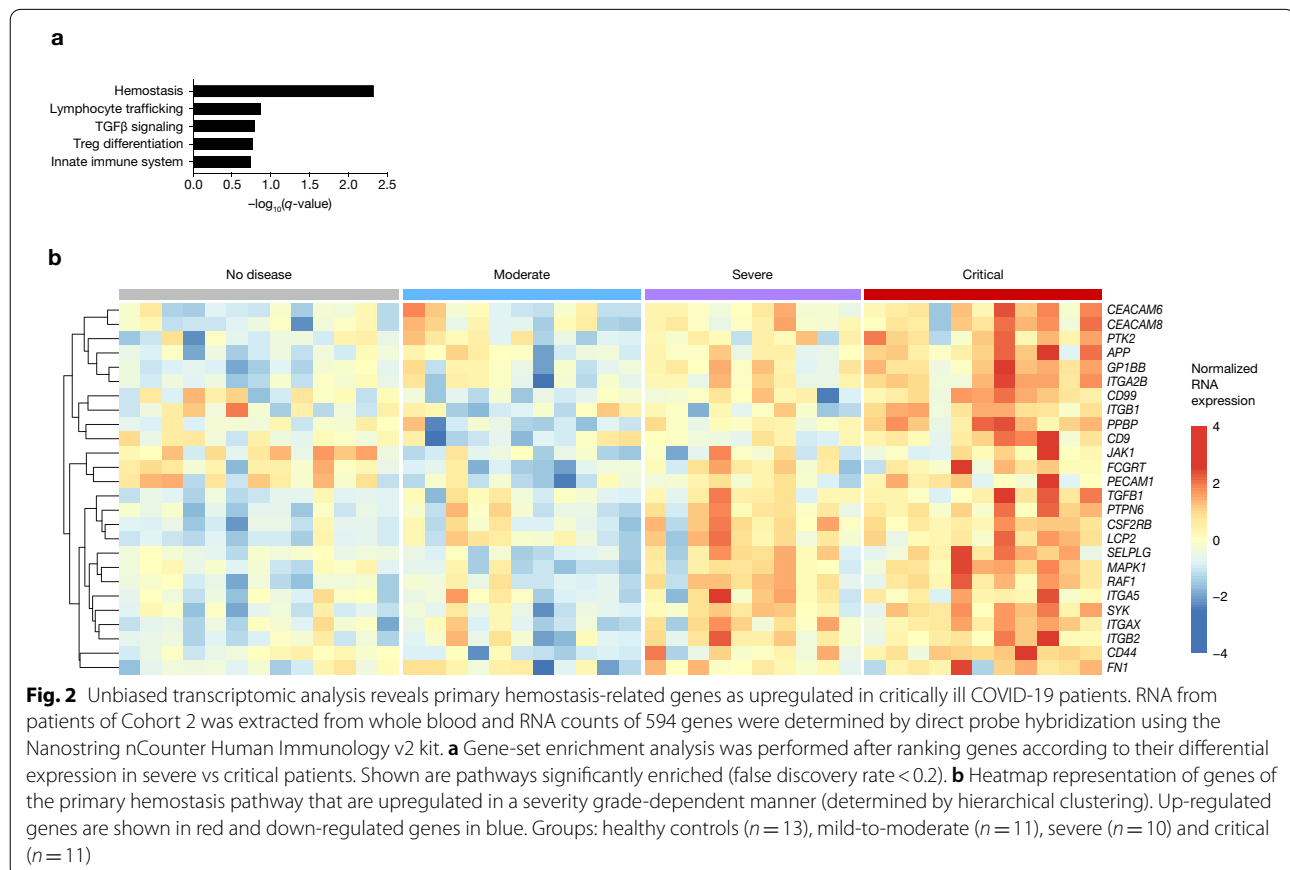 a
Hemostasis
Lymphocyte trafficking
TGFβ signaling
Treg differentiation
Innate immune system
0.0 0.5 1.0 1.5 2.0 2.5
−log10(q-value)
b
No disease Moderate Severe Critical
CEACAM6
CEACAM8
PTK2
APP
GP1BB
ITGA2B
CD99
ITGB1
PPBP
CD9
JAK1
FCGRT
PECAM1
TGFB1
PTPN6
CSF2RB
LCP2
SELPLG
MAPK1
RAF1
ITGA5
SYK
ITGAX
ITGB2
CD44
FN1
Normalized
RNA
expression
4
2
0
−2
−4
Fig. 2 Unbiased transcriptomic analysis reveals primary hemostasis-related genes as upregulated in critically ill COVID-19 patients. RNA from
patients of Cohort 2 was extracted from whole blood and RNA counts of 594 genes were determined by direct probe hybridization using the
Nanostring nCounter Human Immunology v2 kit. a Gene-set enrichment analysis was performed after ranking genes according to their differential
expression in severe vs critical patients. Shown are pathways significantly enriched (false discovery rate < 0.2). b Heatmap representation of genes of
the primary hemostasis pathway that are upregulated in a severity grade-dependent manner (determined by hierarchical clustering). Up-regulated
genes are shown in red and down-regulated genes in blue. Groups: healthy controls (n = 13), mild-to-moderate (n = 11), severe (n = 10) and critical
(n = 11)